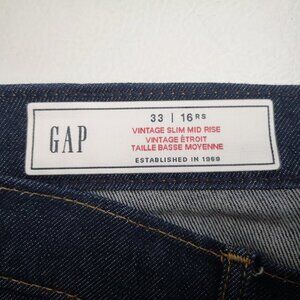 GAP
33 | 16 RS
VINTAGE SLIM MID RISE
VINTAGE ÉTROIT
TAILLE BASSE MOYENNE
ESTABLISHED IN 1969